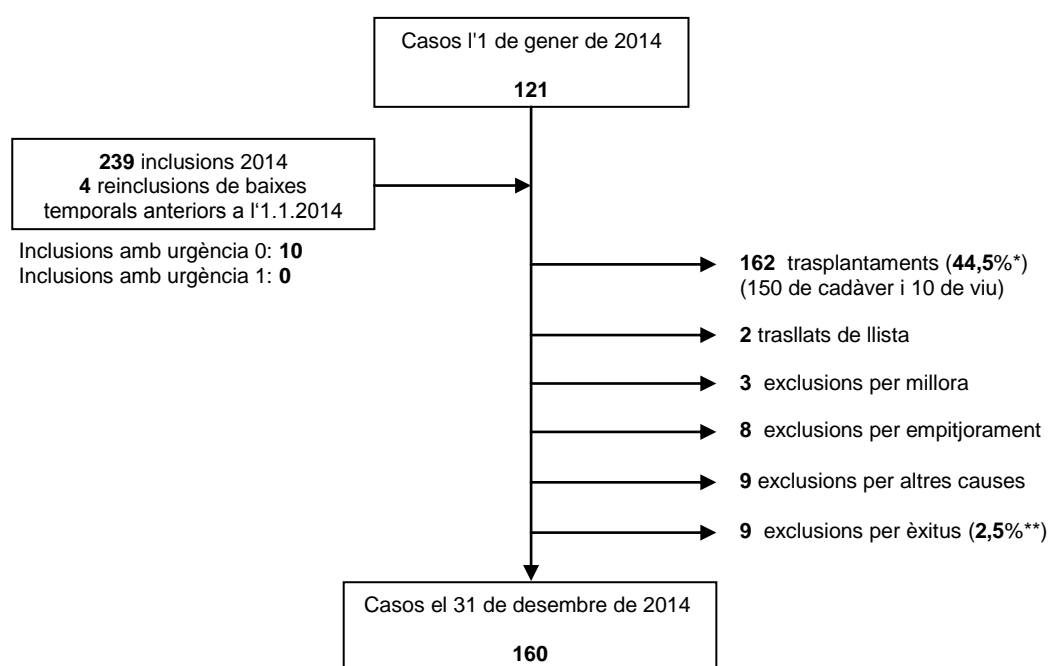 Casos l'1 de gener de 2014
121
239 inclusions 2014
4 reinclusions de baixes
temporals anteriors a l'1.1.2014
Inclusions amb urgència 0: 10
Inclusions amb urgència 1: 0
162 trasplantaments (44,5%*)
(150 de cadàver i 10 de viu)
2 trasllats de llista
3 exclusions per millora
8 exclusions per empitjorament
9 exclusions per altres causes
9 exclusions per èxitus (2,5%**)
Casos el 31 de desembre de 2014
160